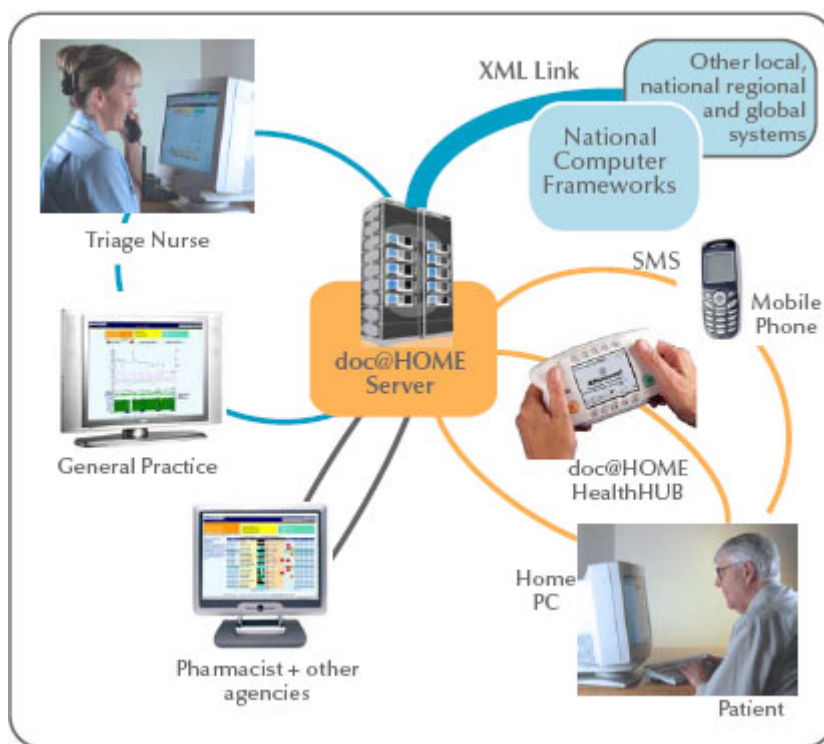 XML Link
Other local,
national regional
and global
systems
National
Computer
Frameworks
Triage Nurse
SMS
Mobile
Phone
doc@HOME
Server
General Practice
doc@HOME
HealthHUB
Home
PC
Pharmacist + other
agencies
Patient